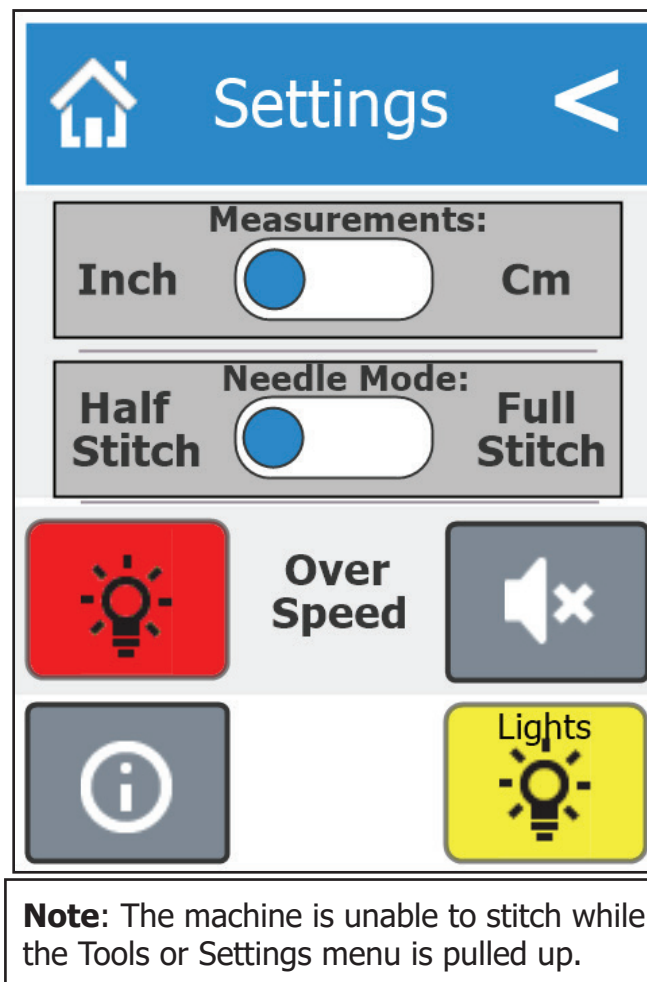 Settings <
Measurements:
Inch Cm
Needle Mode:
Half Full
Stitch Stitch
Over
Speed
Lights
Note: The machine is unable to stitch while
the Tools or Settings menu is pulled up.